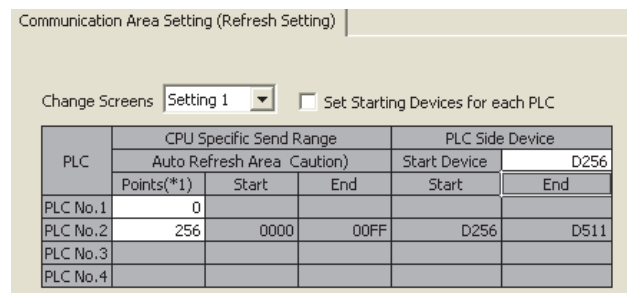 Communication Area Setting (Refresh Setting)
Change Screens Setting 1 Set Starting Devices for each PLC
PLC CPU Specific Send Range PLC Side Device
Auto Refresh Area Caution) Start Device D256
Points(*1) Start End Start End
PLC No.1 0
PLC No.2 256 0000 00FF D256 D511
PLC No.3
PLC No.4